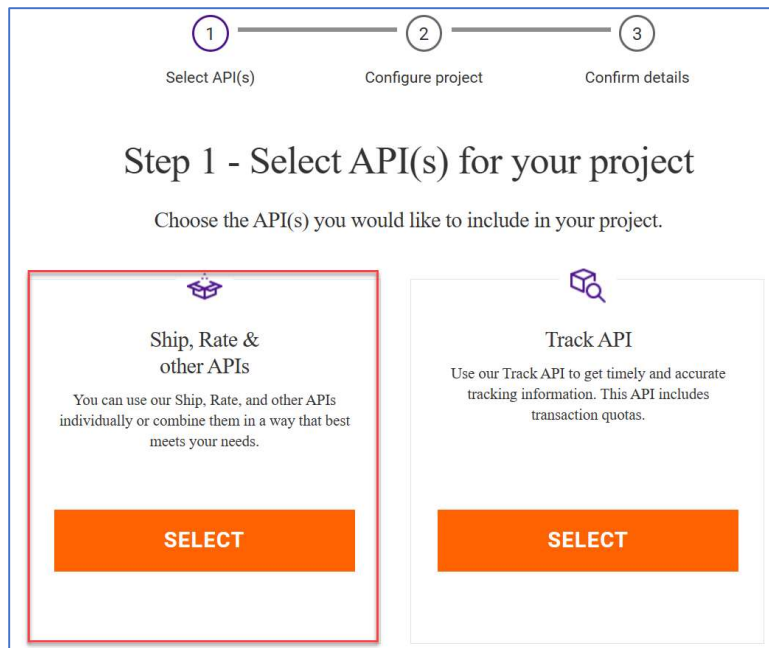 1
2
3
Select API(s)
Configure project
Confirm details
Step 1 - Select API(s) for your project
Choose the API(s) you would like to include in your project.
Ship, Rate &
other APIs
You can use our Ship, Rate, and other APIs
individually or combine them in a way that best
meets your needs.
SELECT
Track API
Use our Track API to get timely and accurate
tracking information. This API includes
transaction quotas.
SELECT